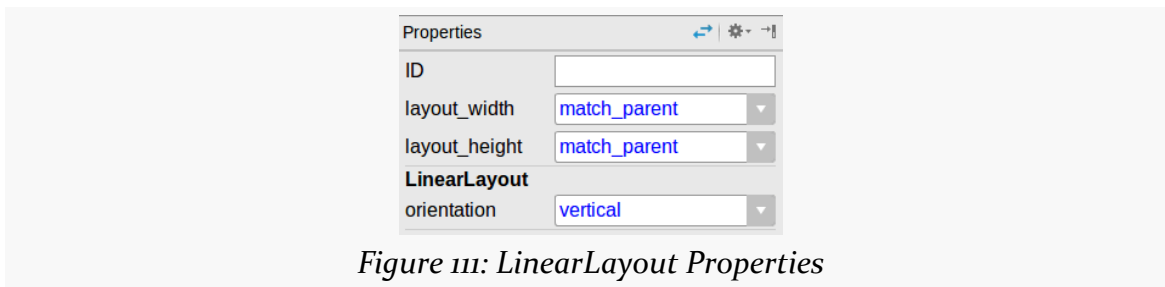 Properties
ID
layout_width match_parent
layout_height match_parent
LinearLayout
orientation vertical
Figure 111: LinearLayout Properties